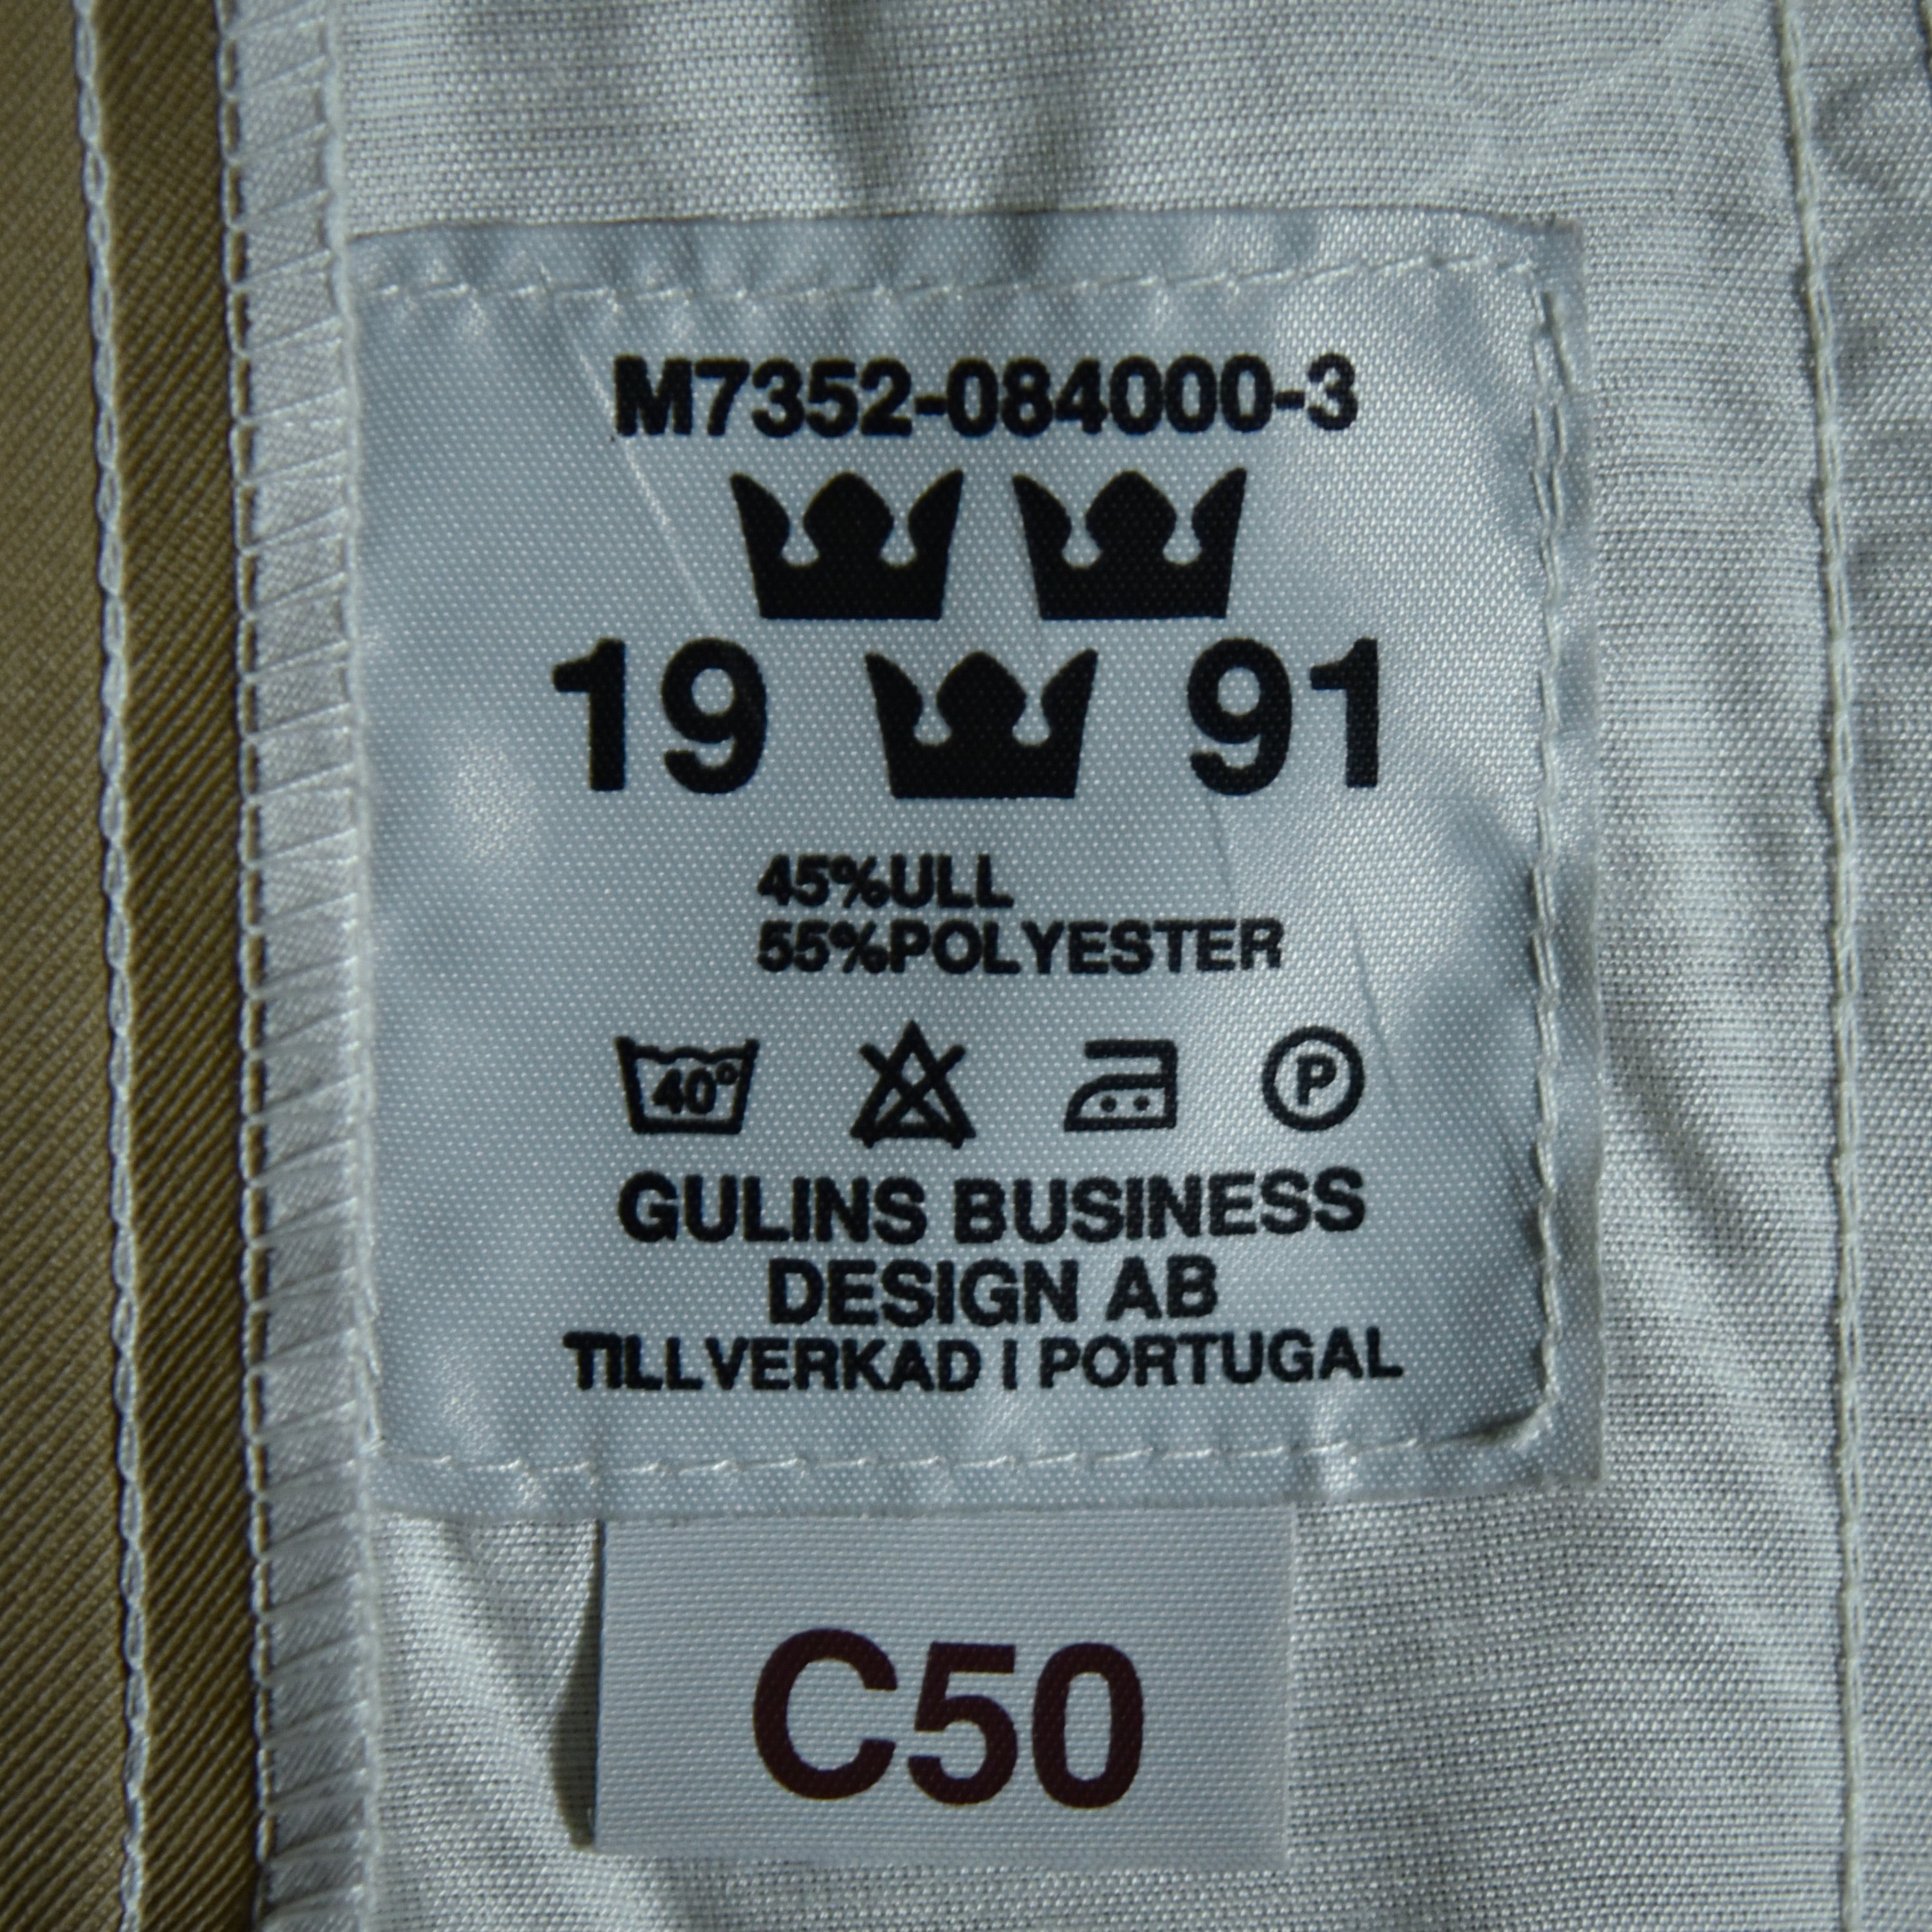 M7352-084000-3
19 91
45%ULL
55%POLYESTER
40° P
GULINS BUSINESS
DESIGN AB
TILLVERKAD I PORTUGAL
C50